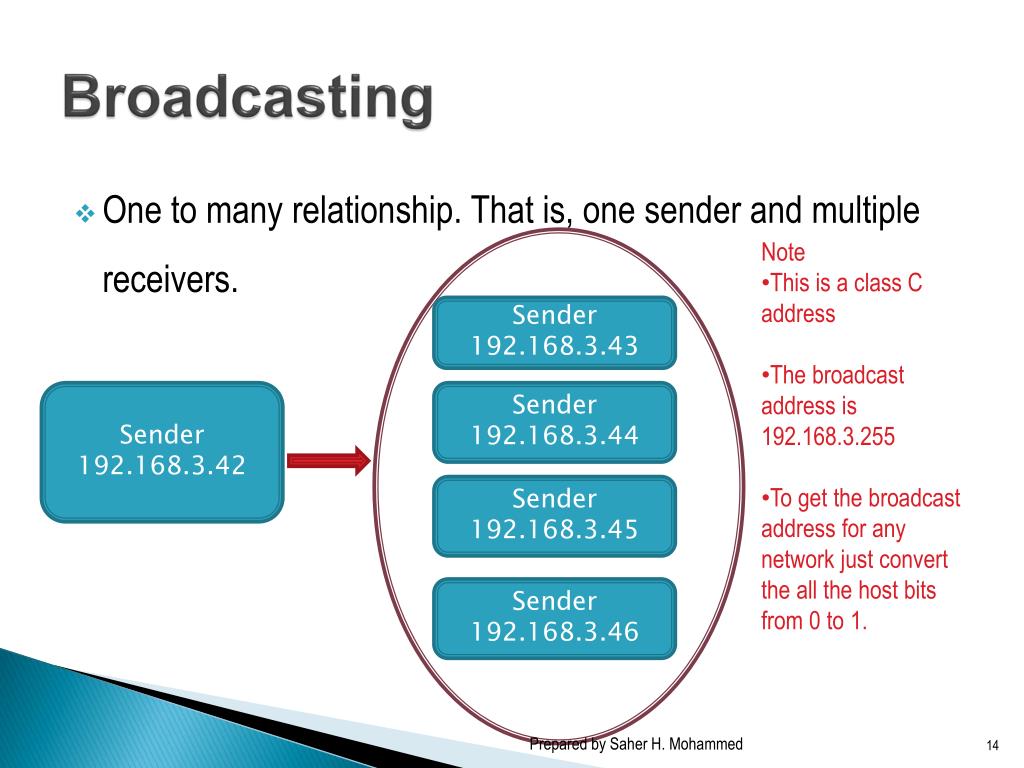 Broadcasting
One to many relationship. That is, one sender and multiple
receivers.
Sender
192.168.3.42
Sender
192.168.3.43
Sender
192.168.3.44
Sender
192.168.3.45
Sender
192.168.3.46
Note
•This is a class C
address
•The broadcast
address is
192.168.3.255
•To get the broadcast
address for any
network just convert
the all the host bits
from 0 to 1.
Prepared by Saher H. Mohammed
14